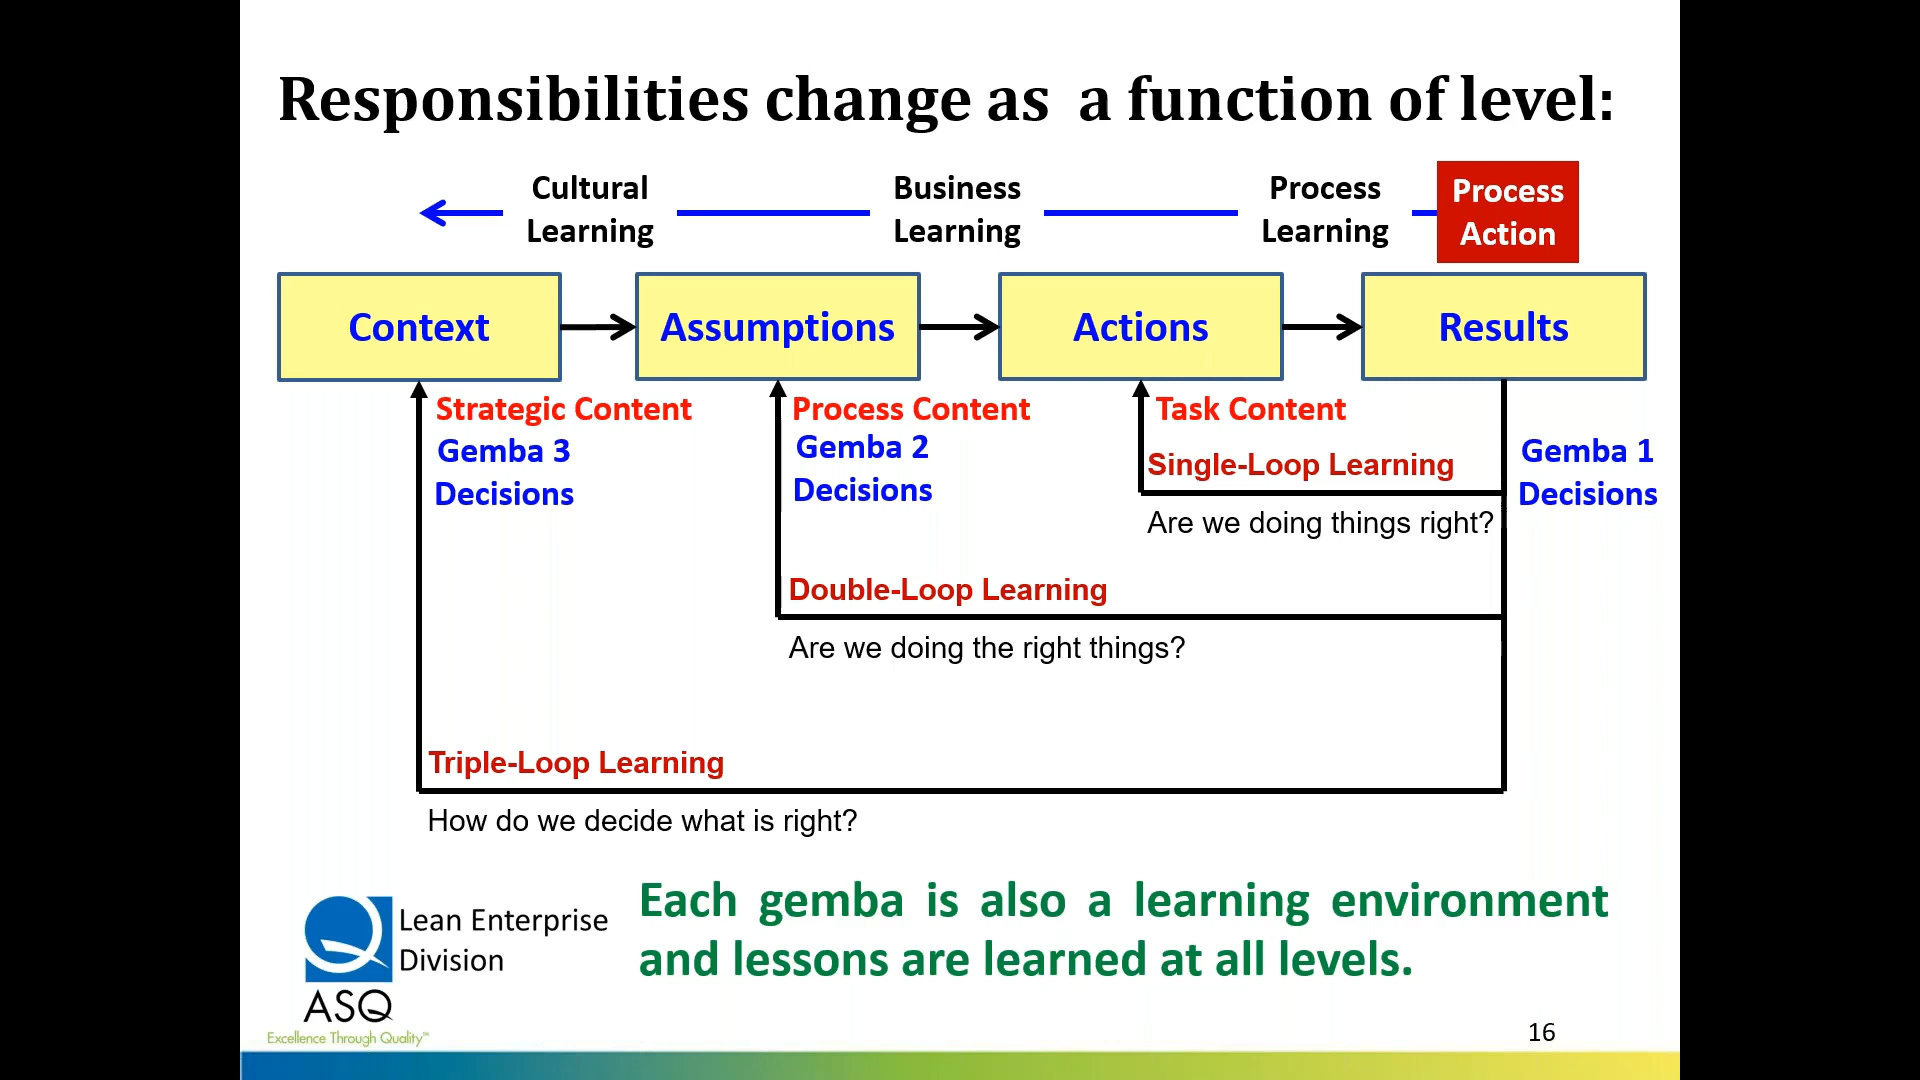 Responsibilities change as a function of level:
Cultural
Learning
Business
Learning
Process
Learning
Process
Action
Context
Assumptions
Actions
Results
Strategic Content
Gemba 3
Decisions
Process Content
Gemba 2
Decisions
Task Content
Single-Loop Learning
Are we doing things right?
Gemba 1
Decisions
Double-Loop Learning
Are we doing the right things?
Triple-Loop Learning
How do we decide what is right?
Each gemba is also a learning environment
and lessons are learned at all levels.
Lean Enterprise
Division
ASQ
Excellence Through Quality™
16